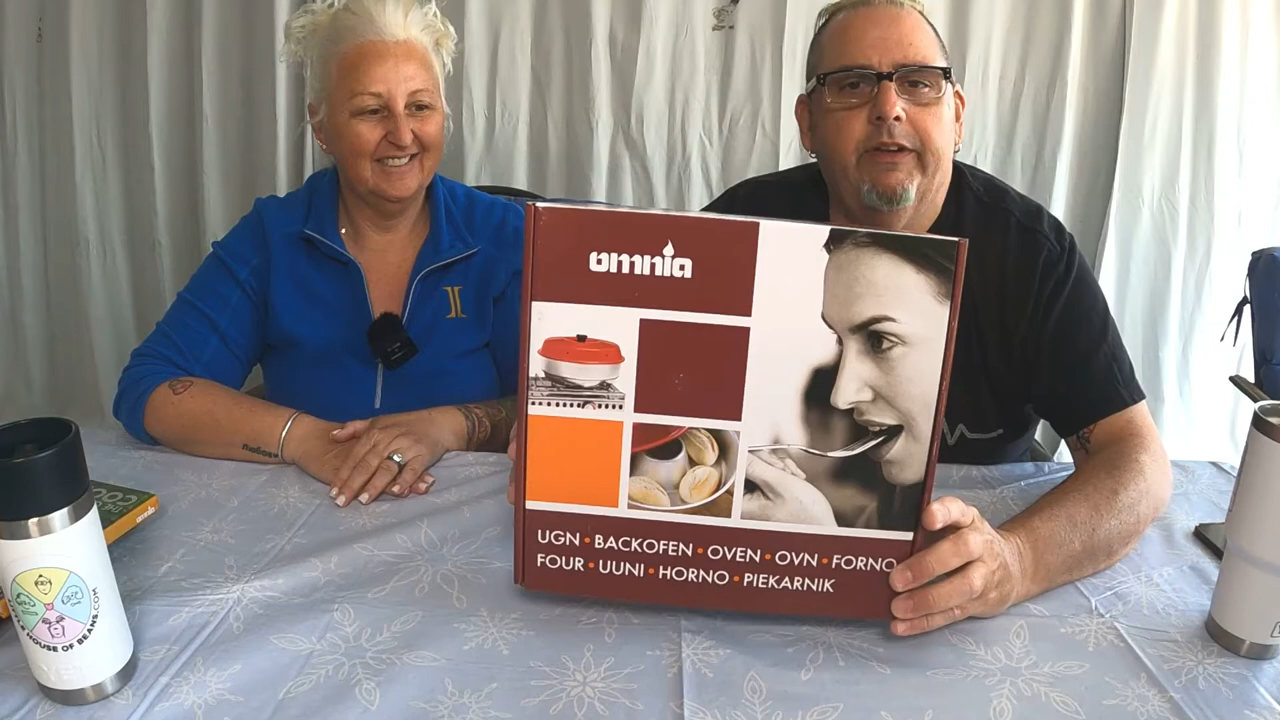 omnia
UGN • BACKOFEN • OVEN • OVN • FORNO
FOUR • UUNI • HORNO • PIEKARNIK
HOUSE OF BEANS.COM